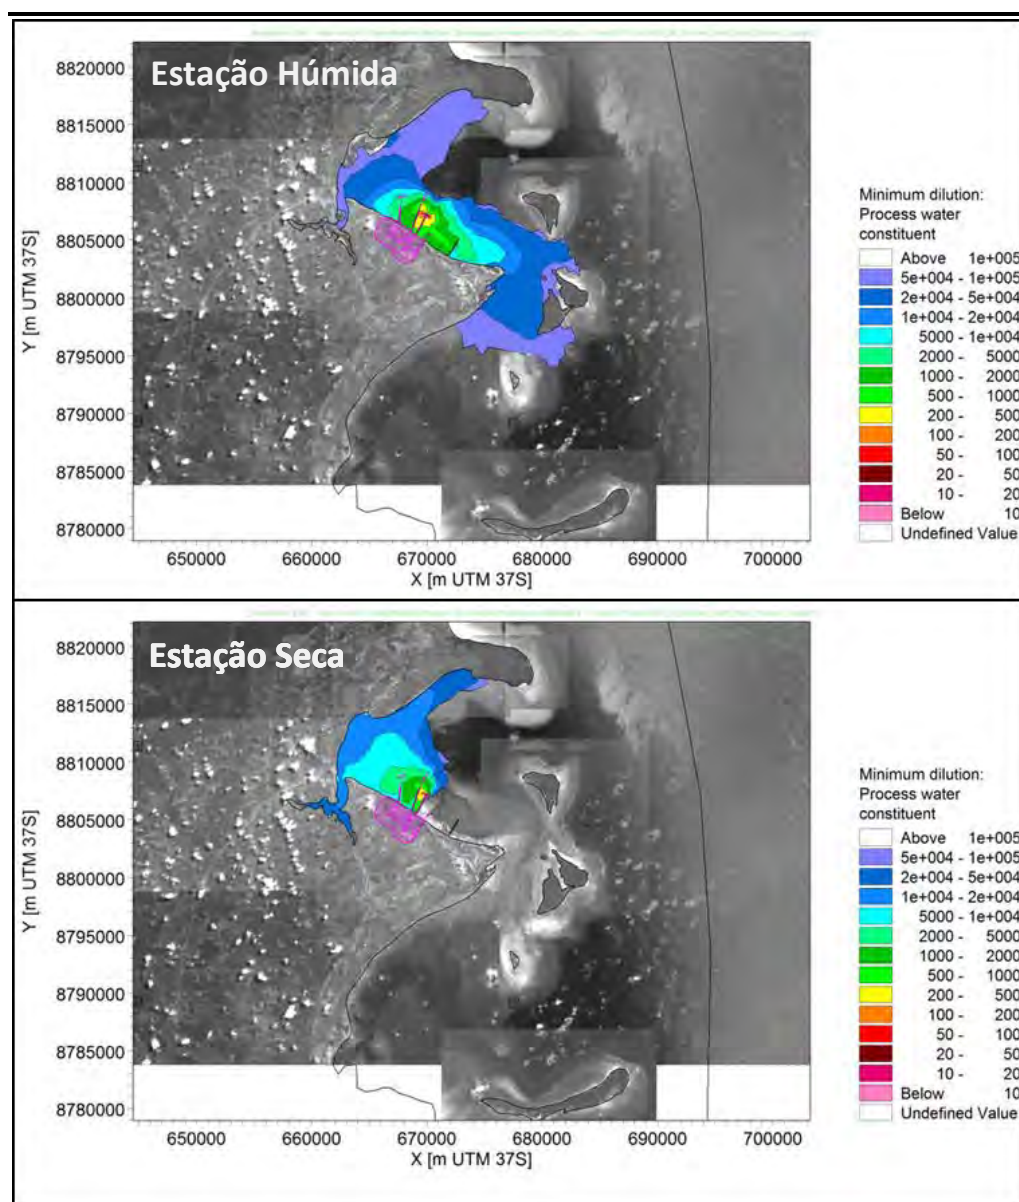 Estação Húmida
8820000
8815000
8810000
8805000
8800000
8795000
8790000
8785000
8780000
Y [m UTM 37S]
650000 660000 670000 680000 690000 700000
X [m UTM 37S]
Minimum dilution:
Process water
constituent
Above 1e+005
5e+004 - 1e+005
2e+004 - 5e+004
1e+004 - 2e+004
5000 - 1e+004
2000 - 5000
1000 - 2000
500 - 1000
200 - 500
100 - 200
50 - 100
20 - 50
10 - 20
Below 10
Undefined Value
Estação Seca
8820000
8815000
8810000
8805000
8800000
8795000
8790000
8785000
8780000
Y [m UTM 37S]
650000 660000 670000 680000 690000 700000
X [m UTM 37S]
Minimum dilution:
Process water
constituent
Above 1e+005
5e+004 - 1e+005
2e+004 - 5e+004
1e+004 - 2e+004
5000 - 1e+004
2000 - 5000
1000 - 2000
500 - 1000
200 - 500
100 - 200
50 - 100
20 - 50
10 - 20
Below 10
Undefined Value